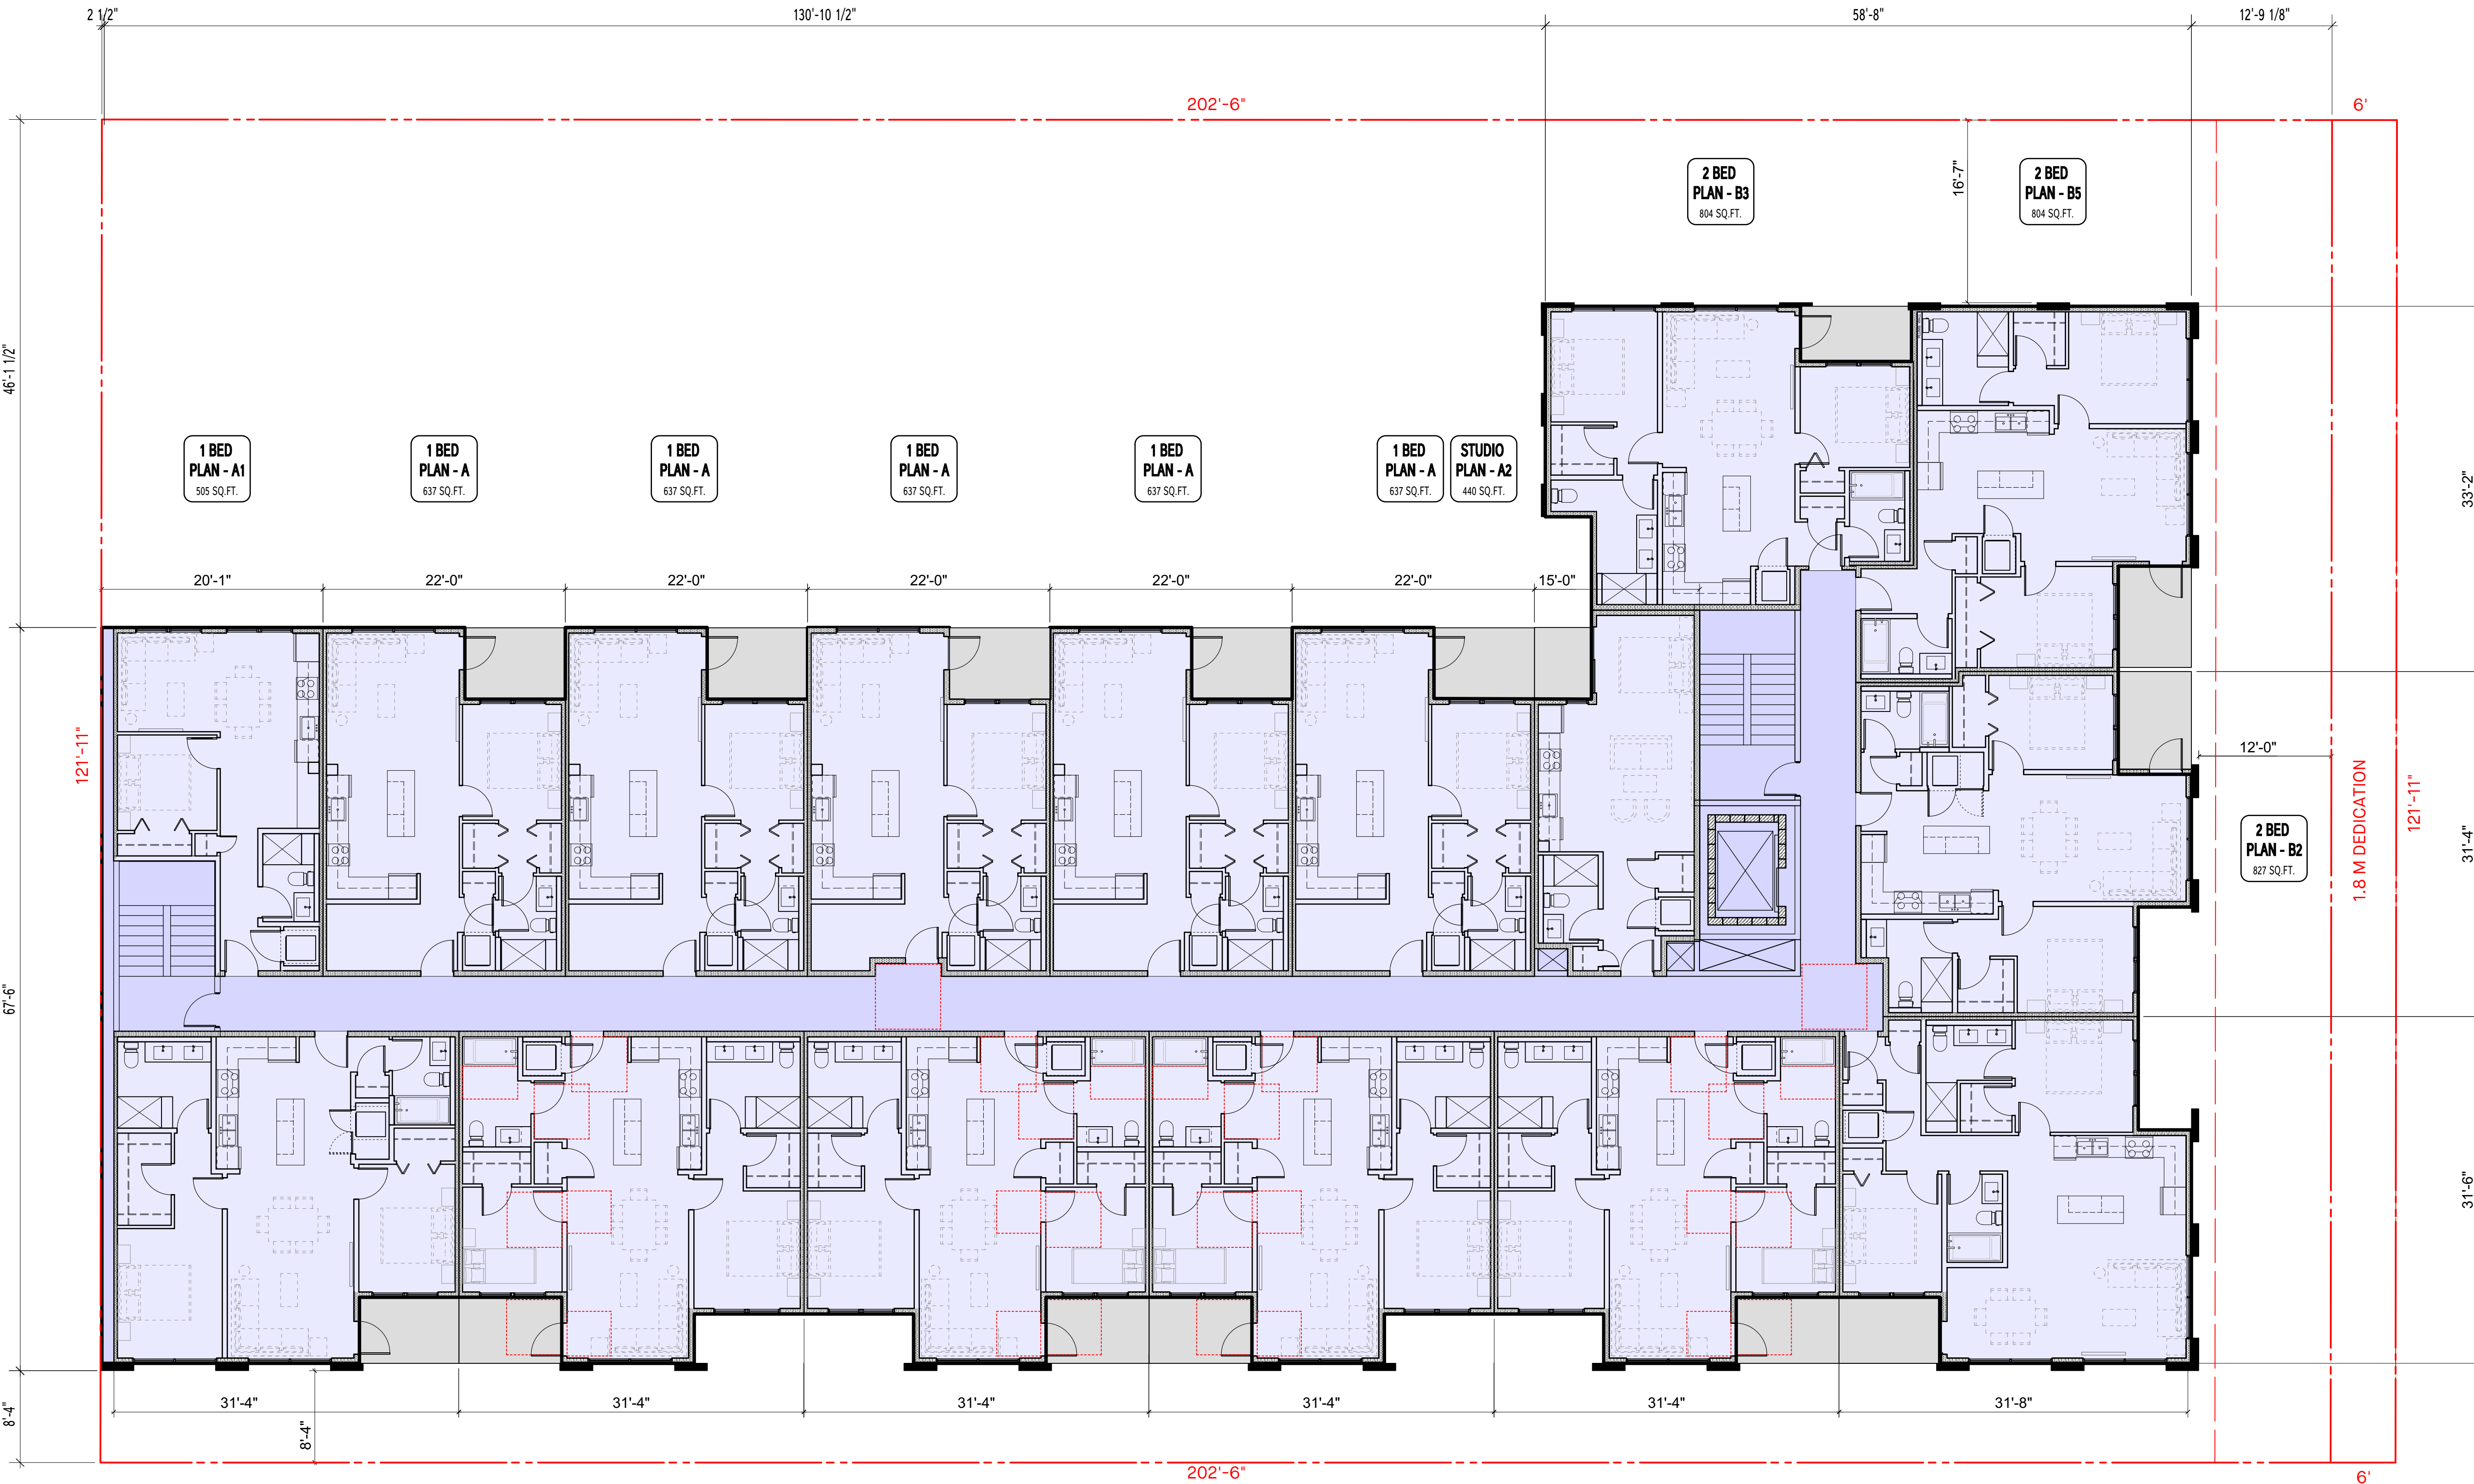 2 1/2"
130'-10 1/2"
58'-8"
12'-9 1/8"
202'-6"
6'
46'-1 1/2"
16'-7"
2 BED
PLAN - B3
804 SQ.FT.
2 BED
PLAN - B5
804 SQ.FT.
1 BED
PLAN - A1
505 SQ.FT.
1 BED
PLAN - A
637 SQ.FT.
1 BED
PLAN - A
637 SQ.FT.
1 BED
PLAN - A
637 SQ.FT.
1 BED
PLAN - A
637 SQ.FT.
1 BED
PLAN - A
637 SQ.FT.
STUDIO
PLAN - A2
440 SQ.FT.
33'-2"
20'-1"
22'-0"
22'-0"
22'-0"
22'-0"
22'-0"
15'-0"
121'-11"
12'-0"
1.8 M DEDICATION
121'-11"
2 BED
PLAN - B2
827 SQ.FT.
31'-4"
67'-6"
31'-6"
8'-4"
8'-4"
31'-4"
31'-4"
31'-4"
31'-4"
31'-4"
31'-8"
202'-6"
6'